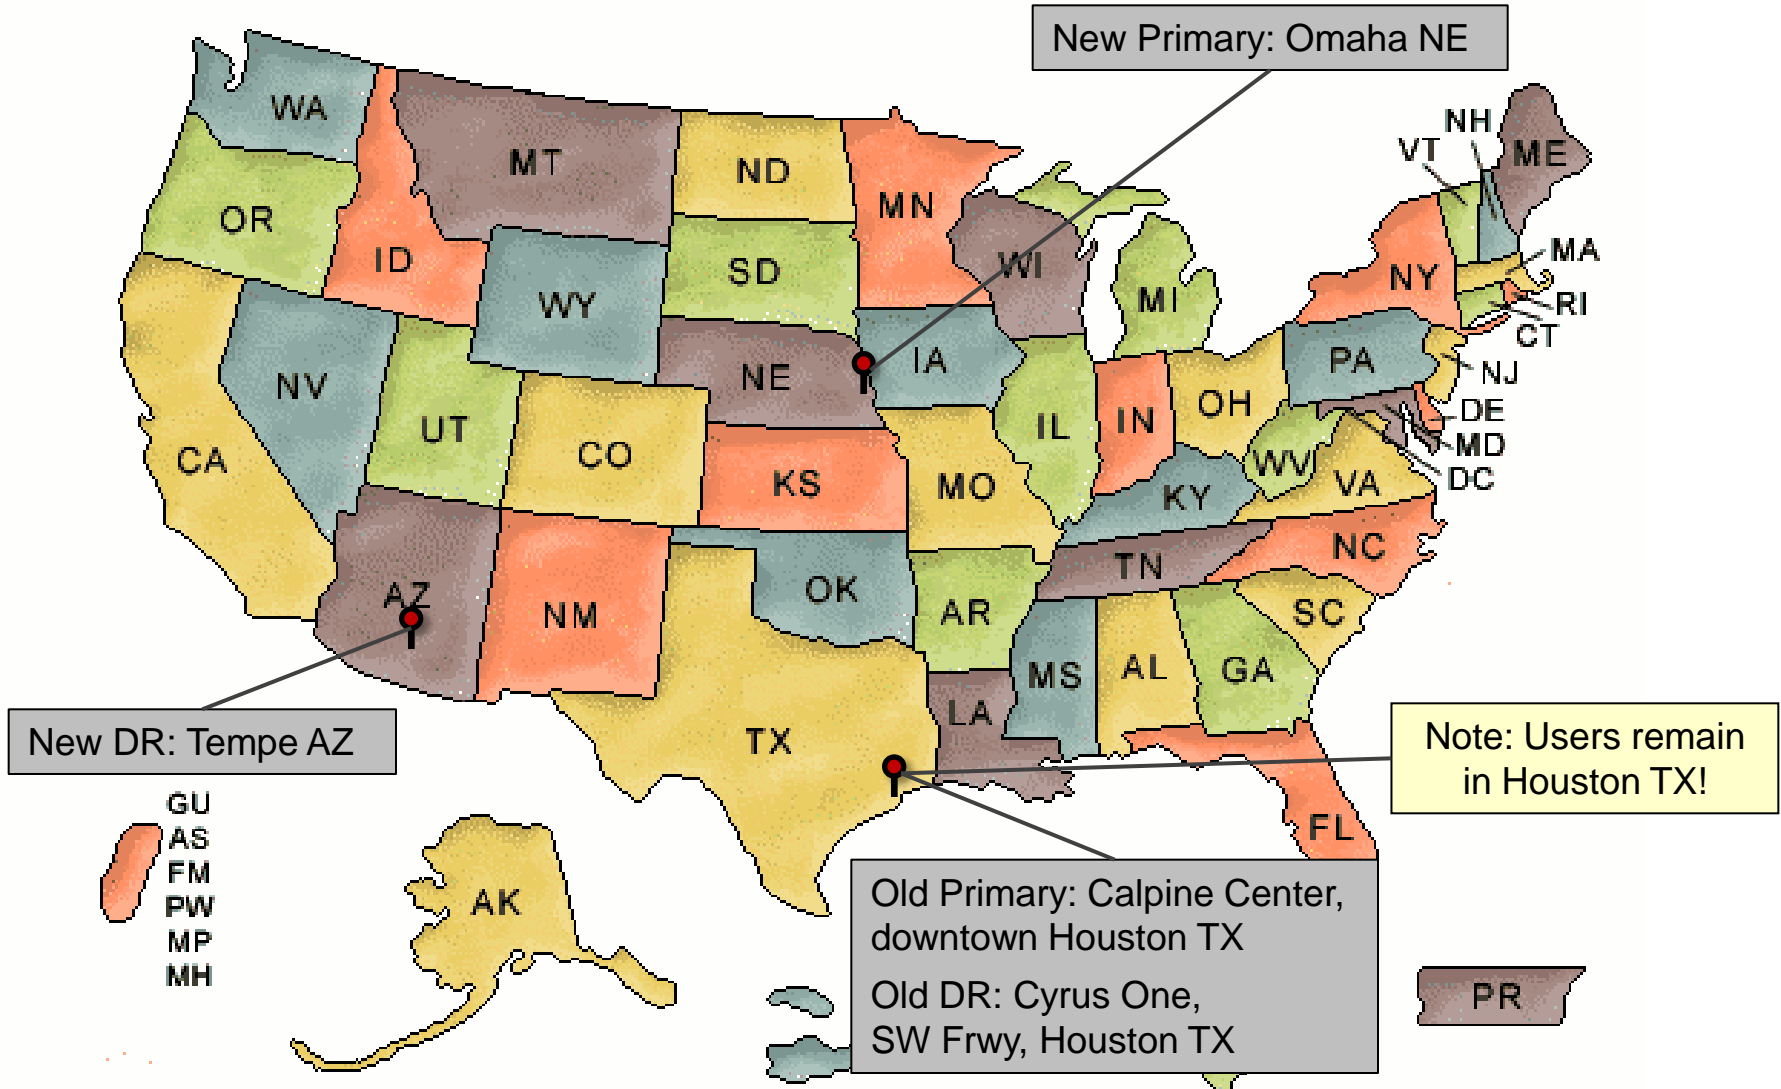 New Primary: Omaha NE
WA
MT
ND
MN
VT
NH
ME
OR
ID
SD
WI
MI
NY
MA
RI
CT
WY
NV
UT
CO
NE
IA
IL
IN
OH
PA
NJ
DE
MD
DC
CA
KS
MO
KY
WV
VA
AZ
NM
OK
AR
TN
NC
SC
MS
AL
GA
TX
LA
FL
New DR: Tempe AZ
Note: Users remain
in Houston TX!
GU
AS
FM
PW
MP
MH
AK
Old Primary: Calpine Center,
downtown Houston TX
Old DR: Cyrus One,
SW Frwy, Houston TX
PR